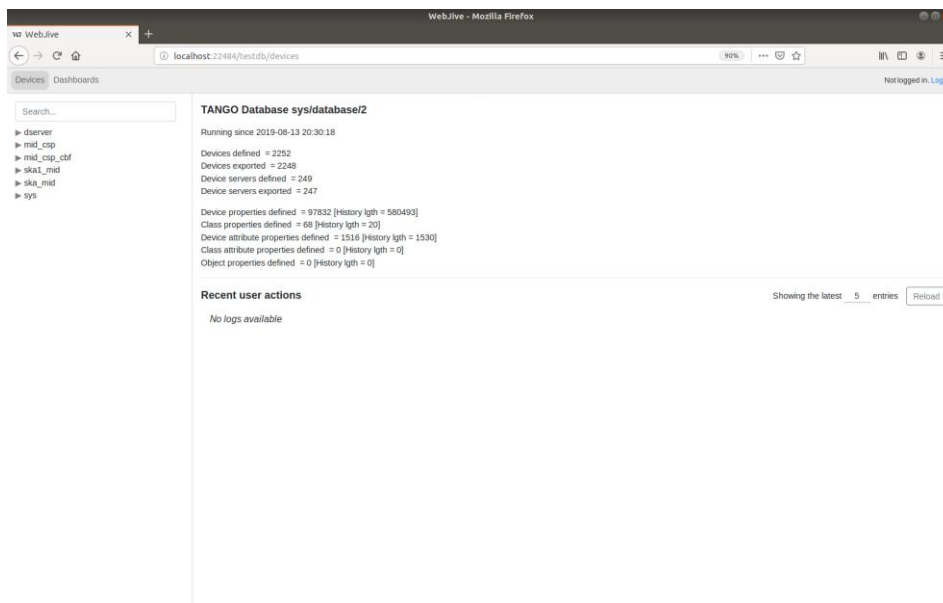 WebJive - Mozilla Firefox
WebJive × +
localhost:22484/testdb/devices 90%
Devices Dashboards Not logged in. Log
Search...
dserver
mid_csp
mid_csp_cbf
ska1_mid
ska_mid
sys
TANGO Database sys/database/2
Running since 2019-08-13 20:30:18
Devices defined = 2252
Devices exported = 2248
Device servers defined = 249
Device servers exported = 247
Device properties defined = 97832 [History lgth = 580493]
Class properties defined = 68 [History lgth = 20]
Device attribute properties defined = 1516 [History lgth = 1530]
Class attribute properties defined = 0 [History lgth = 0]
Object properties defined = 0 [History lgth = 0]
Recent user actions Showing the latest 5 entries Reload
No logs available